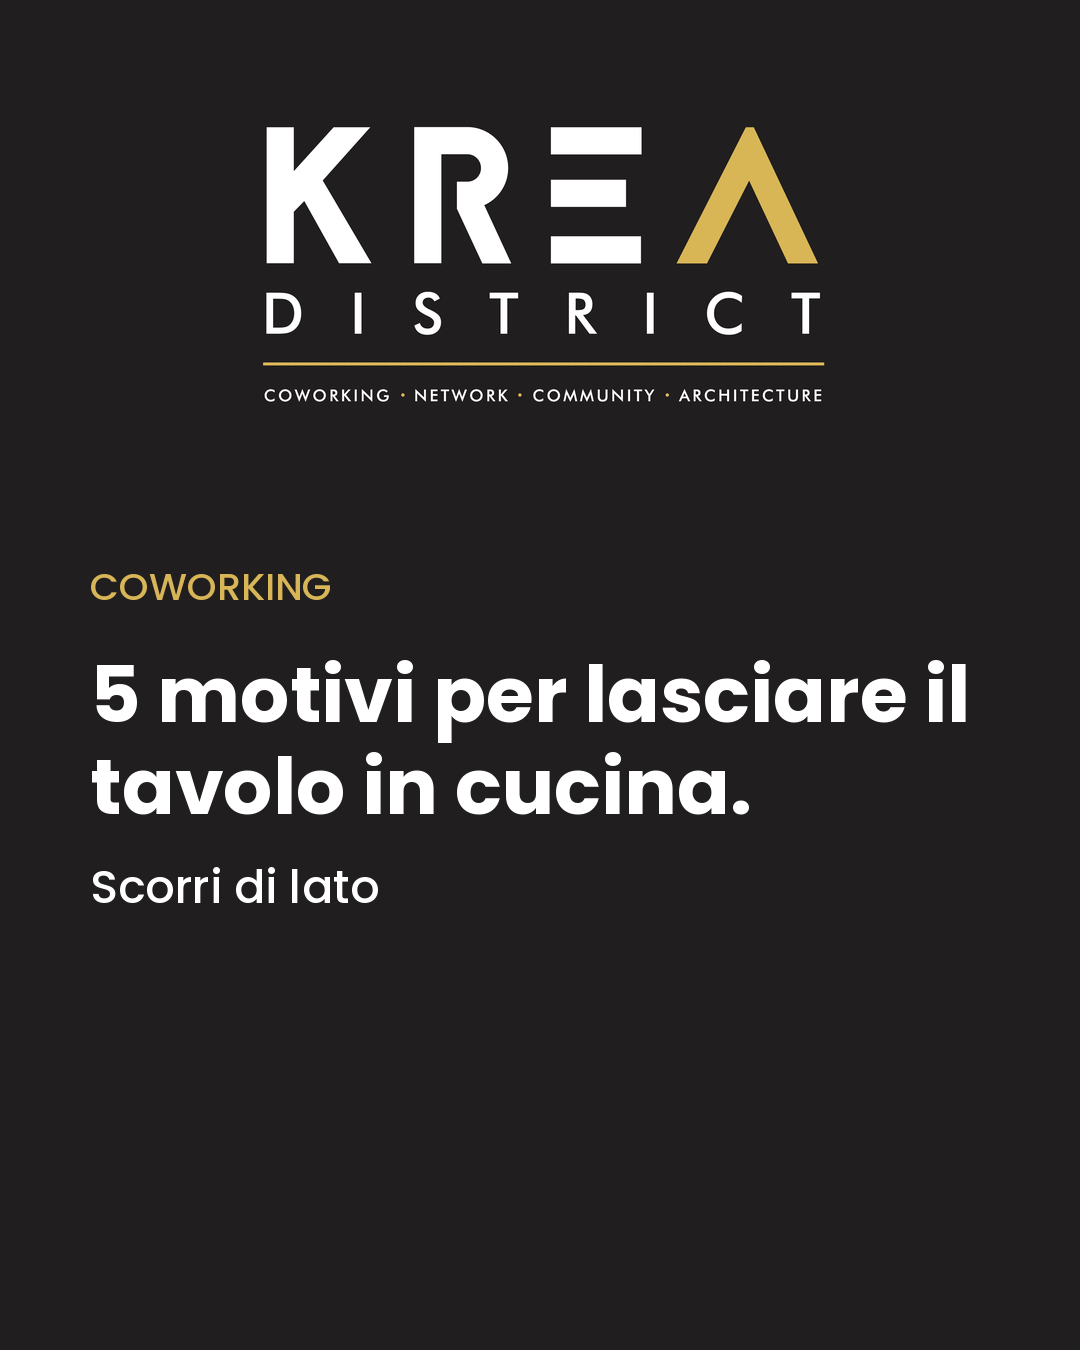 KREA
DISTRICT
COWORKING · NETWORK · COMMUNITY · ARCHITECTURE
COWORKING
5 motivi per lasciare il
tavolo in cucina.
Scorri di lato